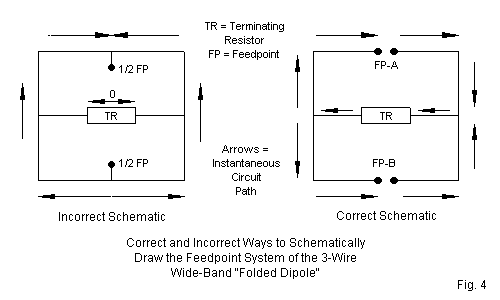 TR = Terminating
Resistor
FP = Feedpoint
1/2 FP
0
TR
1/2 FP
Arrows =
Instantaneous
Circuit
Path
Incorrect Schematic
FP-A
TR
FP-B
Correct Schematic
Correct and Incorrect Ways to Schematically
Draw the Feedpoint System of the 3-Wire
Wide-Band "Folded Dipole"
Fig. 4